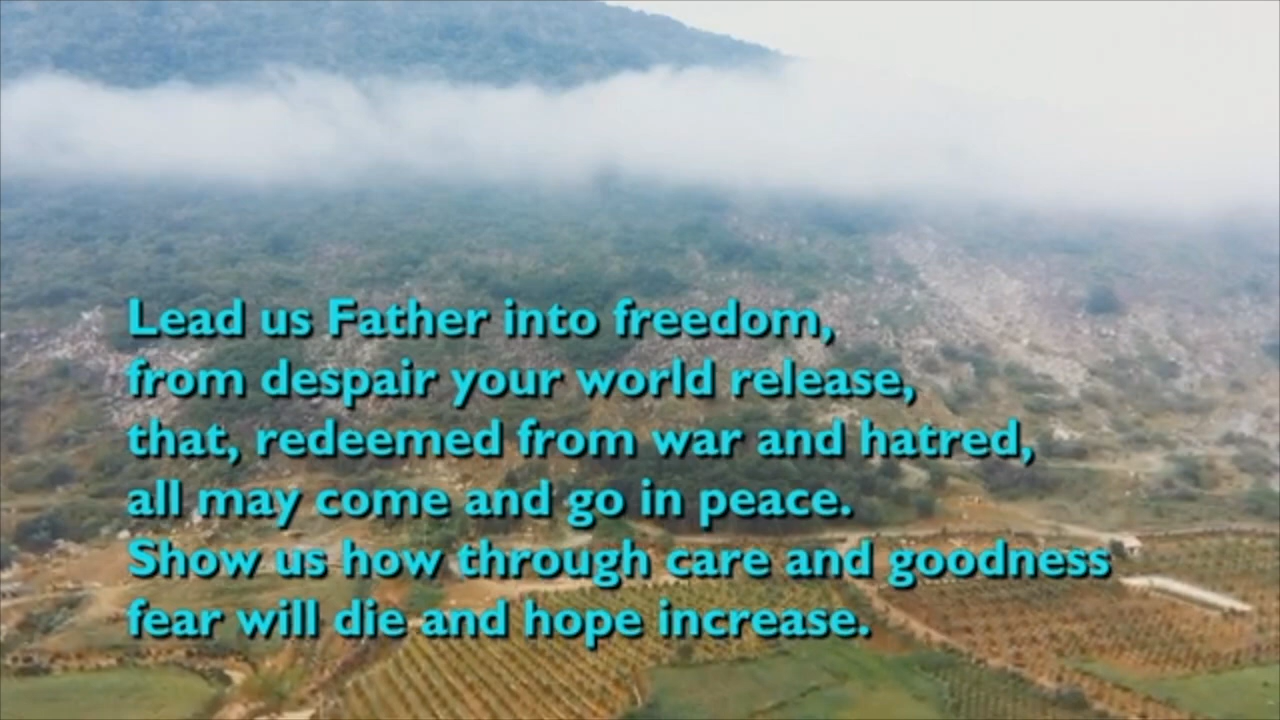 Lead us Father into freedom,
from despair your world release,
that, redeemed from war and hatred,
all may come and go in peace.
Show us how through care and goodness
fear will die and hope increase.